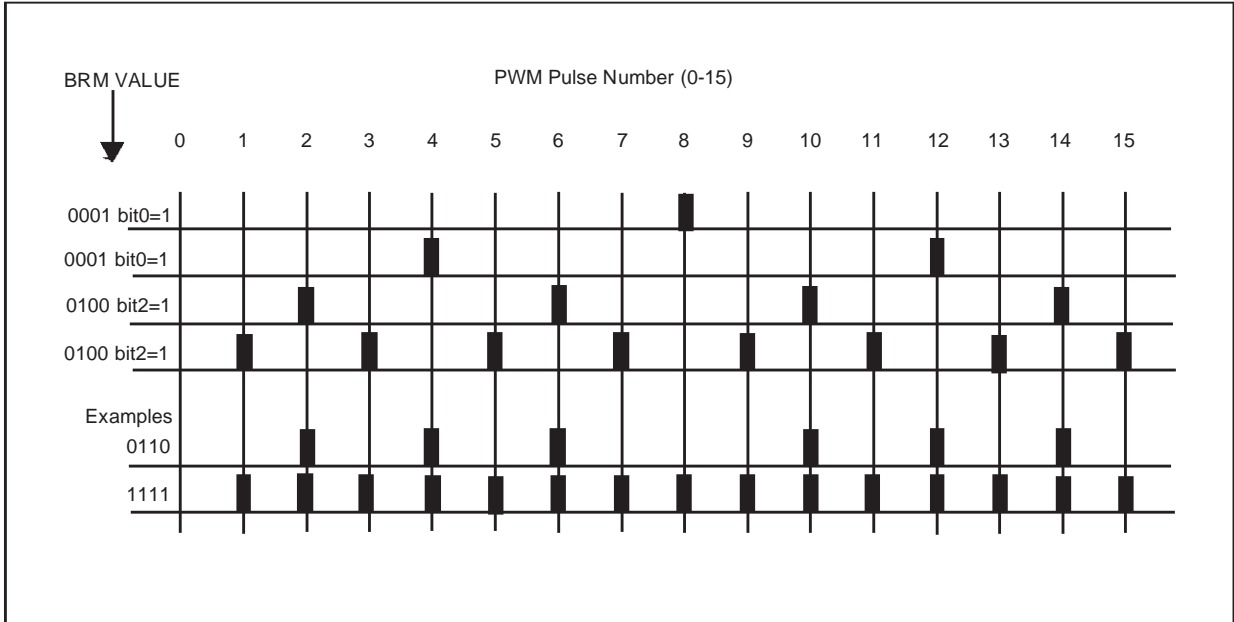 BRM VALUE
PWM Pulse Number (0-15)
0 1 2 3 4 5 6 7 8 9 10 11 12 13 14 15
0001 bit0=1
0001 bit0=1
0100 bit2=1
0100 bit2=1
Examples
0110
1111